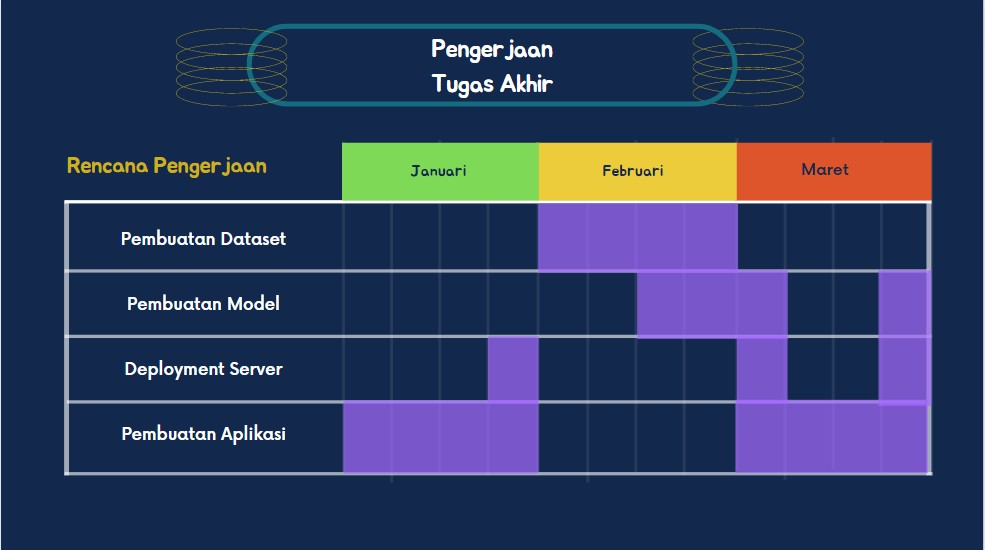 Pengerjaan
Tugas Akhir
Rencana Pengerjaan
Januari
Februari
Maret
Pembuatan Dataset
Pembuatan Model
Deployment Server
Pembuatan Aplikasi